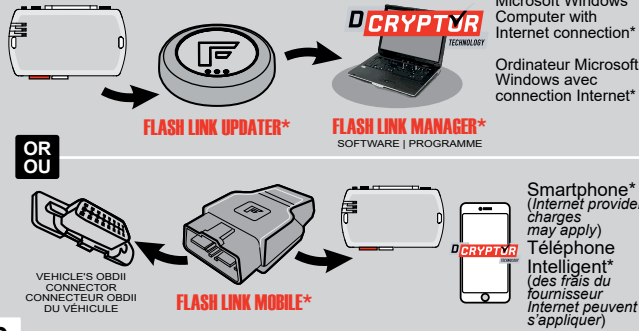 Microsoft Windows
Computer with
Internet connection*
Ordinateur Microsoft
Windows avec
connection Internet*
DCRYPTOR
TECHNOLOGY
FLASH LINK UPDATER*
FLASH LINK MANAGER*
SOFTWARE | PROGRAMME
OR
OU
VEHICLE'S OBDII
CONNECTOR
CONNECTEUR OBDII
DU VÉHICULE
FLASH LINK MOBILE*
DCRYPTOR
TECHNOLOGY
Smartphone*
(Internet provider
charges
may apply)
Téléphone
Intelligent*
(des frais du
fournisseur
Internet peuvent
s'appliquer)